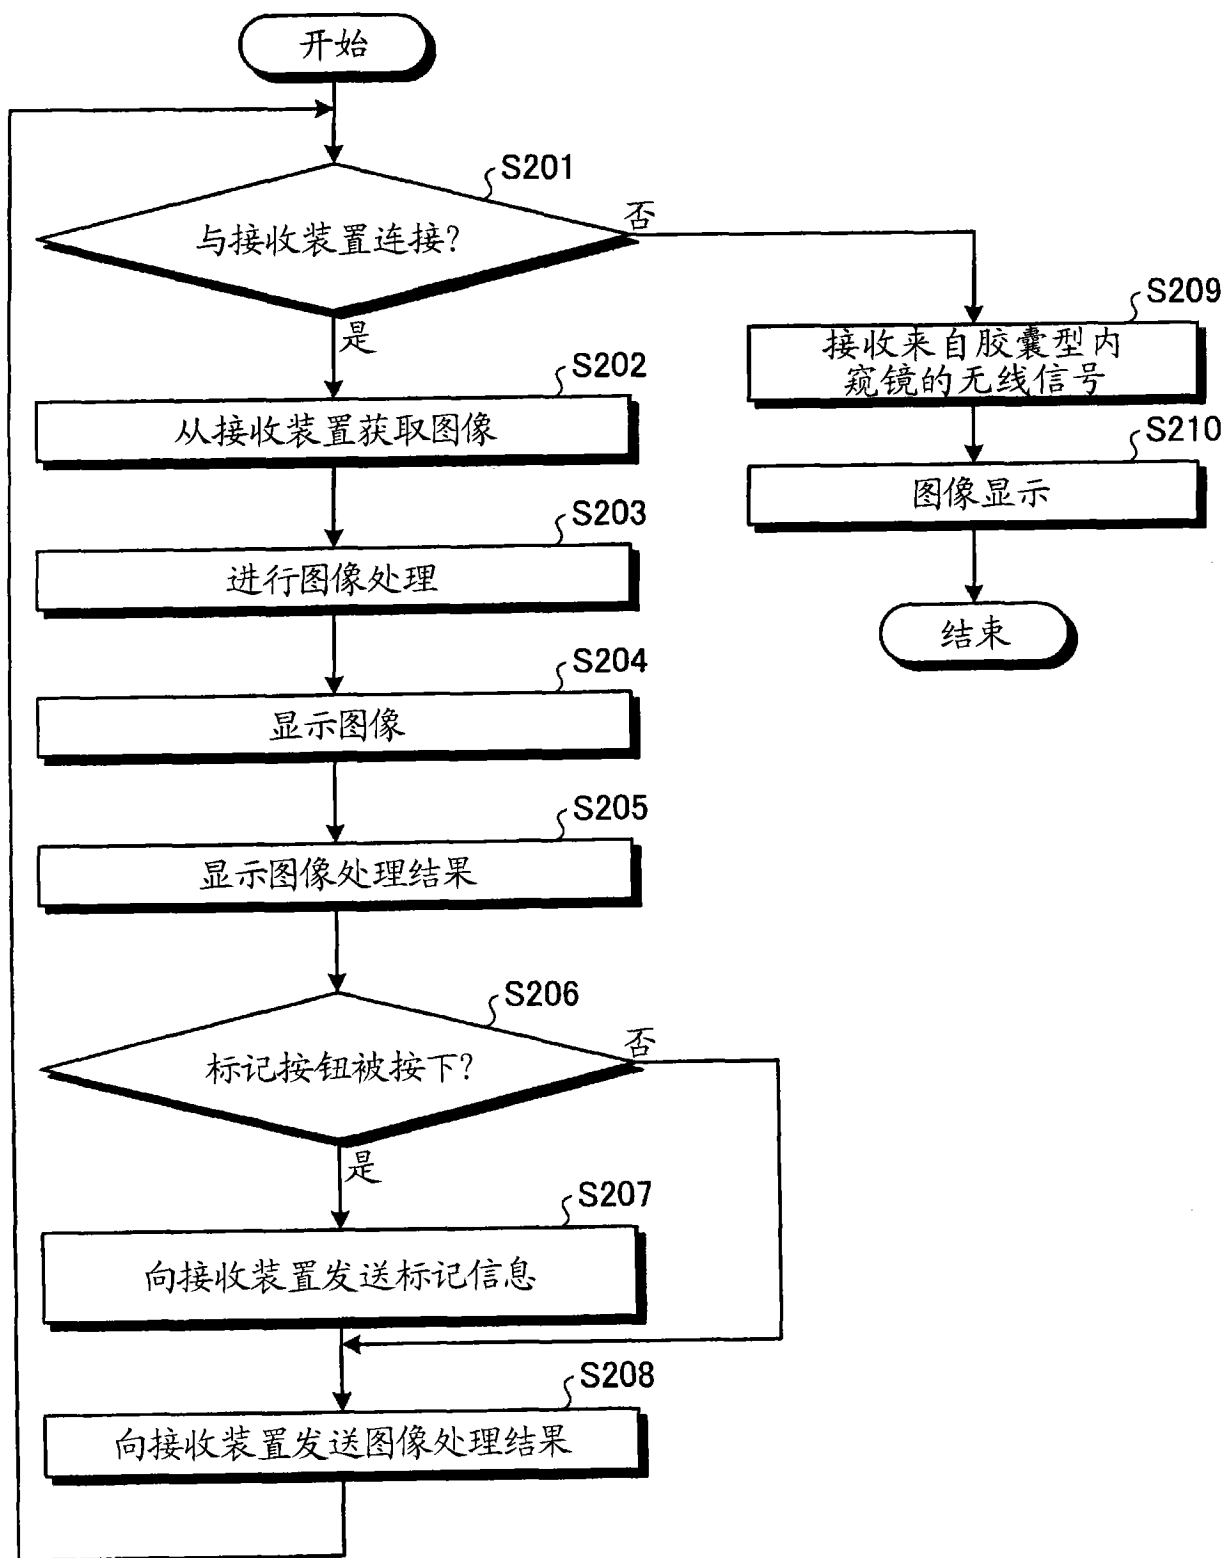 开始
S201
与接收装置连接?
否
是
S209
接收来自胶囊型内
窥镜的无线信号
S202
从接收装置获取图像
S210
图像显示
S203
进行图像处理
结束
S204
显示图像
S205
显示图像处理结果
S206
标记按钮被按下?
否
是
S207
向接收装置发送标记信息
S208
向接收装置发送图像处理结果